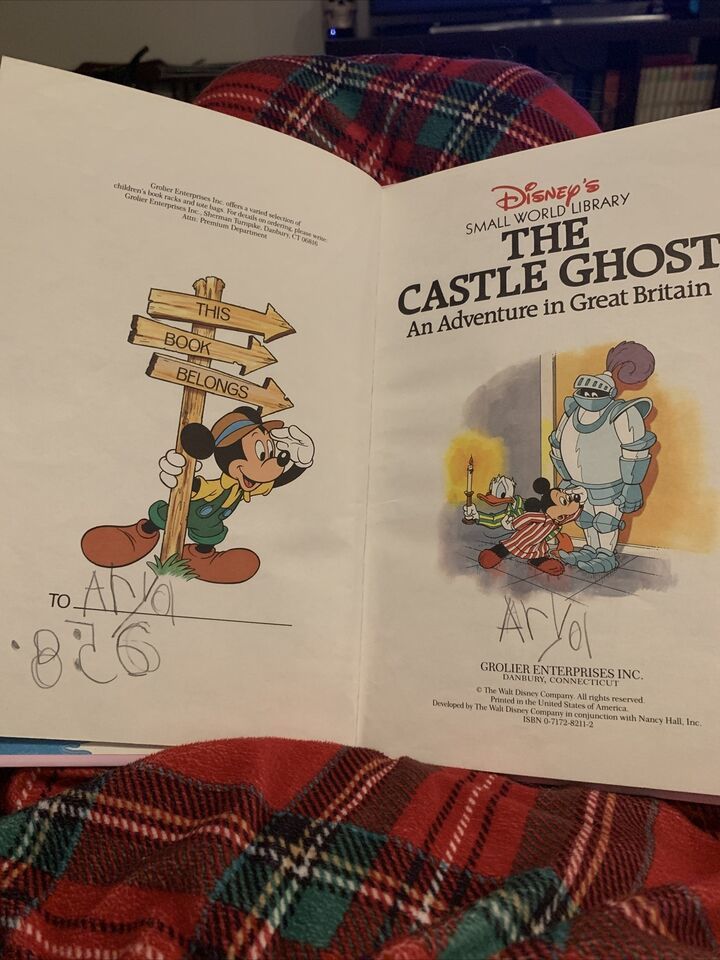 Grolier Enterprises Inc. offers a varied selection of
children's book racks and tote bags. For details on ordering, please write:
Grolier Enterprises Inc., Sherman Turnpike, Danbury, CT 06816
Attn: Premium Department
THIS
BOOK
BELONGS
TO Arya
DISNEY'S
SMALL WORLD LIBRARY
THE
CASTLE GHOST
An Adventure in Great Britain
Arya
GROLIER ENTERPRISES INC.
DANBURY, CONNECTICUT
© The Walt Disney Company. All rights reserved.
Printed in the United States of America.
Developed by The Walt Disney Company in conjunction with Nancy Hall, Inc.
ISBN 0-7172-8211-2